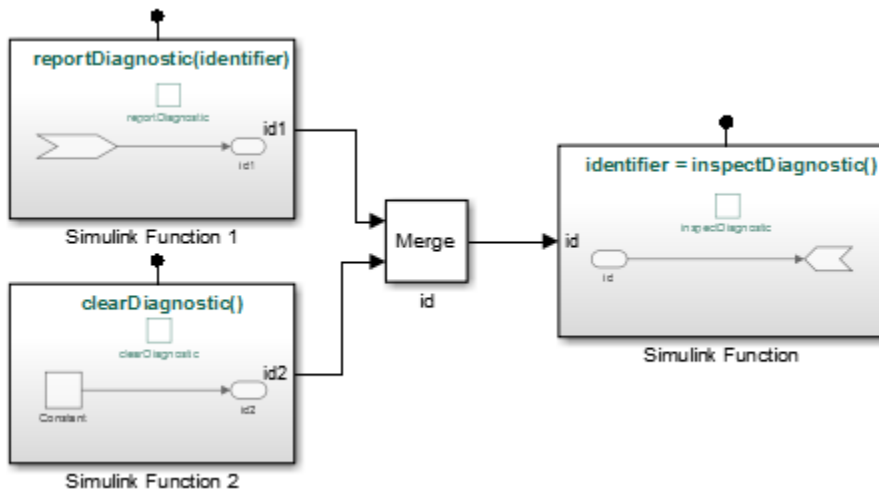 reportDiagnostic(identifier)
reportDiagnostic
id1
id1
Simulink Function 1
clearDiagnostic()
clearDiagnostic
id2
id2
Constant
Simulink Function 2
Merge
id
identifier = inspectDiagnostic()
inspectDiagnostic
id
id
Simulink Function